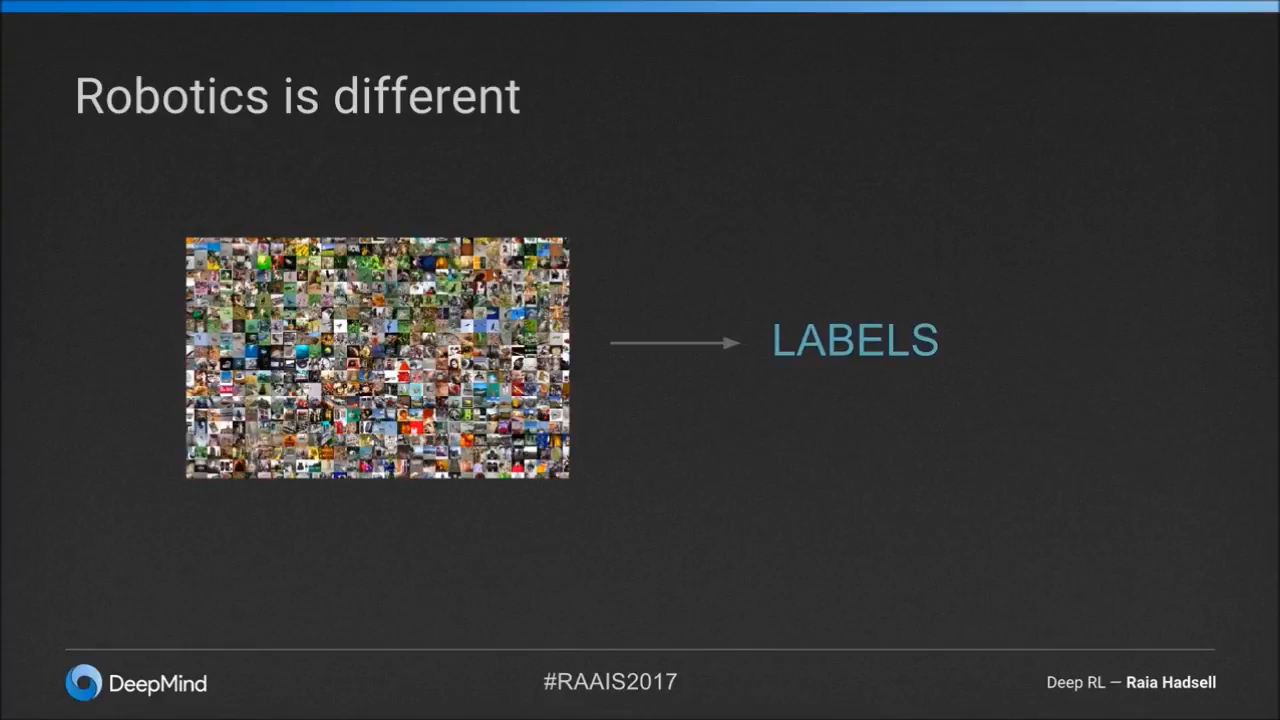 Robotics is different
LABELS
DeepMind
#RAAIS2017
Deep RL — Raia Hadsell